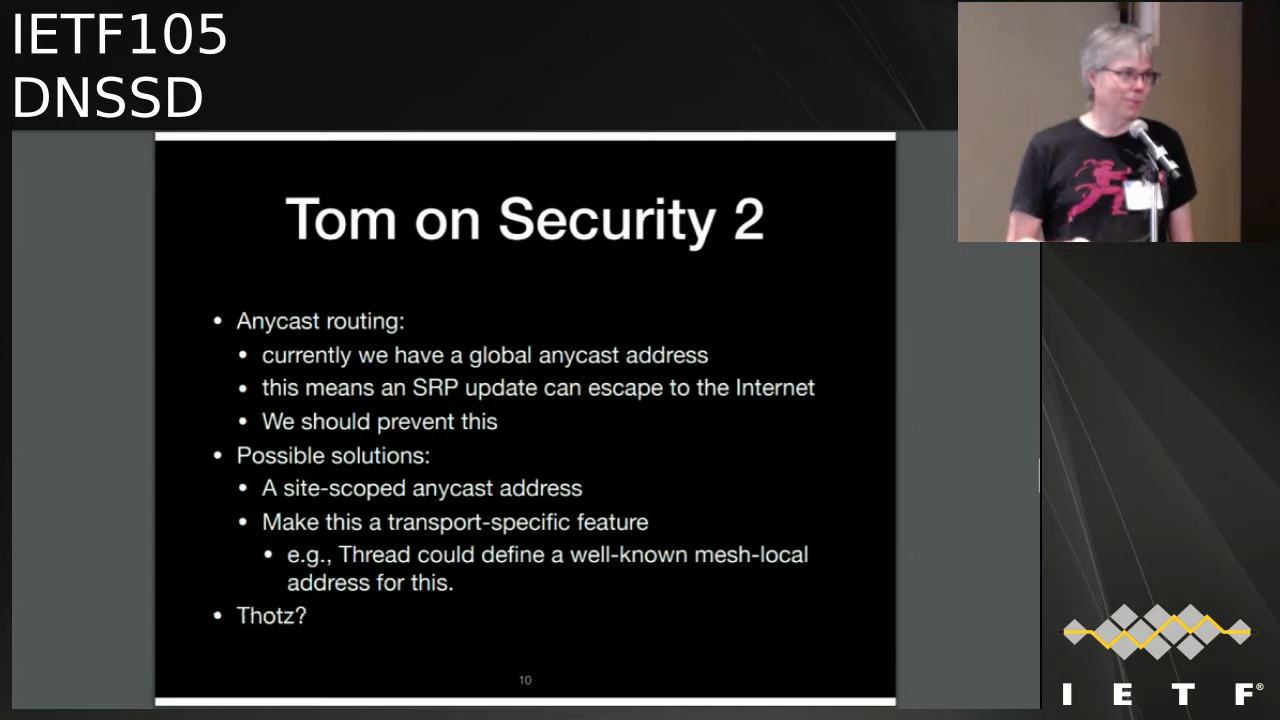 IETF105
DNSSD
Tom on Security 2
• Anycast routing:
• currently we have a global anycast address
• this means an SRP update can escape to the Internet
• We should prevent this
• Possible solutions:
• A site-scoped anycast address
• Make this a transport-specific feature
• e.g., Thread could define a well-known mesh-local
address for this.
• Thotz?
10
I E T F®